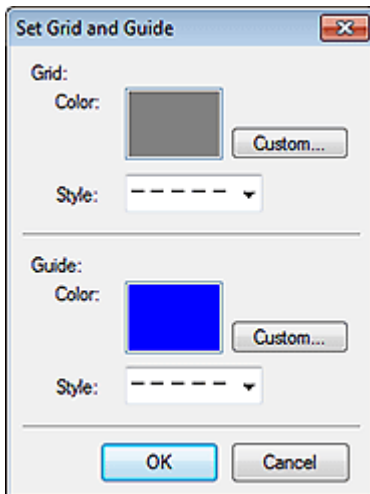 Set Grid and Guide
Grid:
Color:
Custom...
Style:
Guide:
Color:
Custom...
Style:
OK Cancel